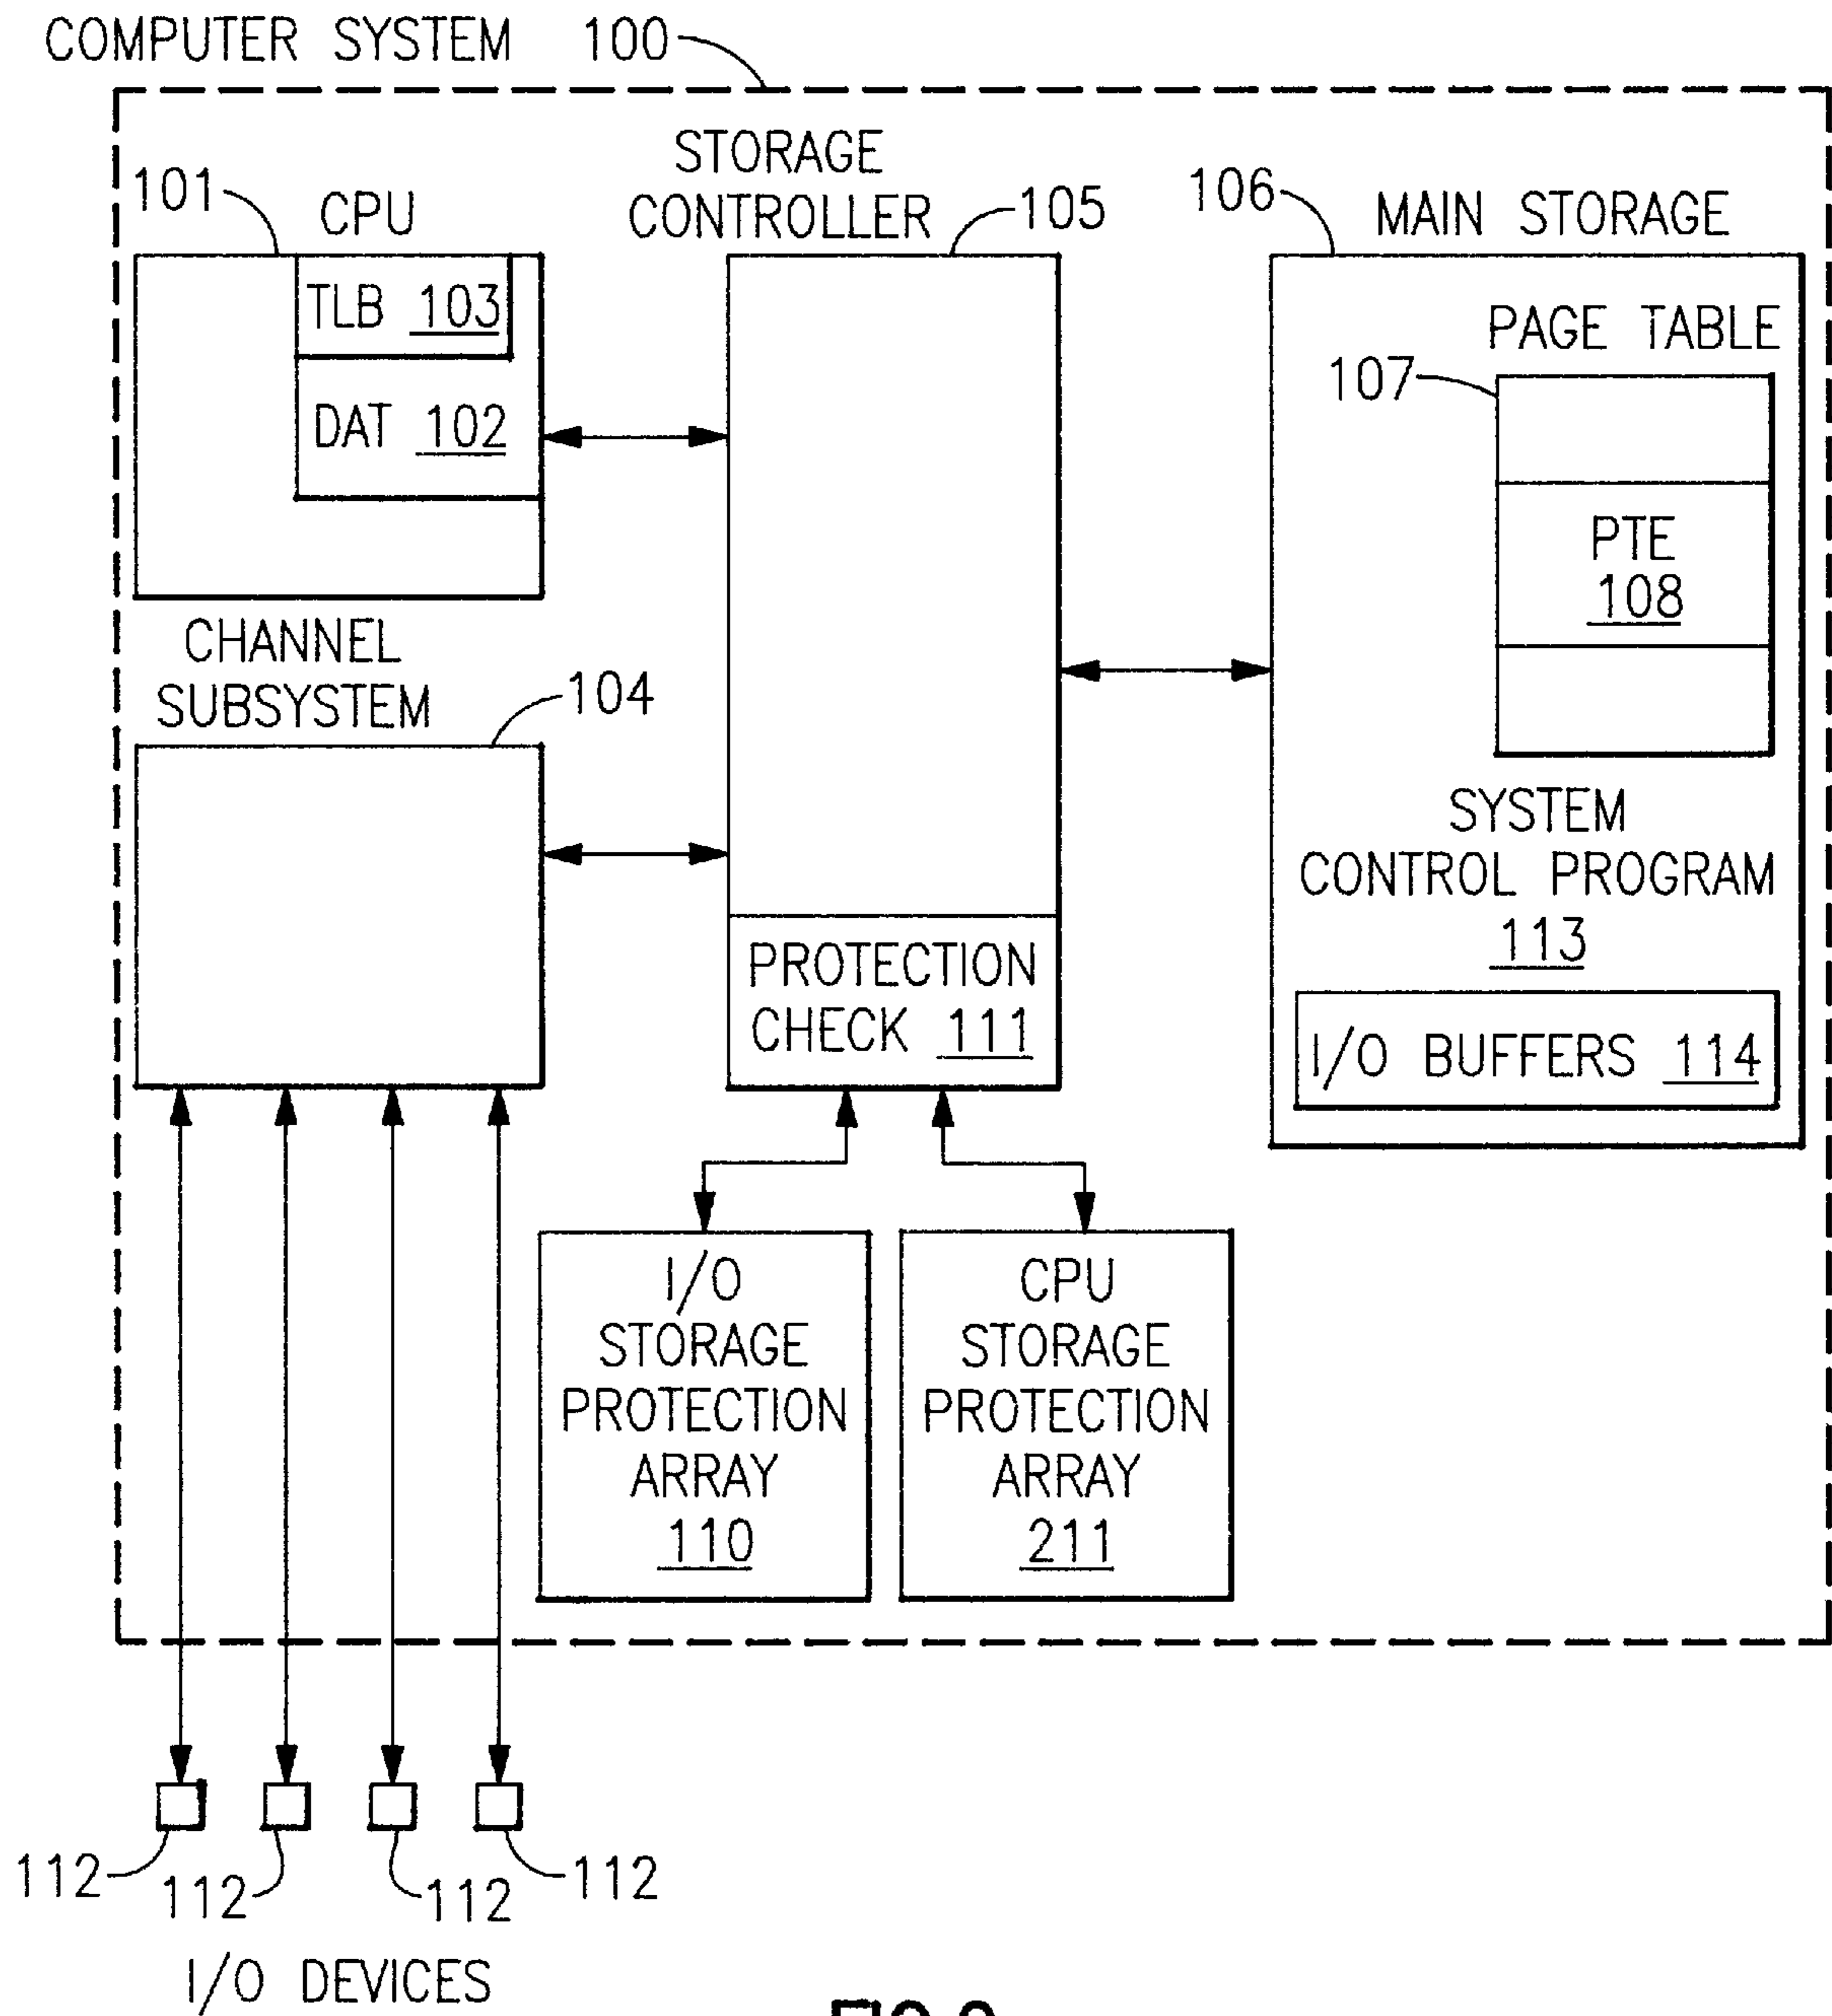 COMPUTER SYSTEM 100
101
CPU
TLB 103
DAT 102
STORAGE
CONTROLLER
105
106
MAIN STORAGE
PAGE TABLE
107
PTE
108
CHANNEL
SUBSYSTEM
104
SYSTEM
CONTROL PROGRAM
113
PROTECTION
CHECK 111
I/O BUFFERS 114
I/O
STORAGE
PROTECTION
ARRAY
110
CPU
STORAGE
PROTECTION
ARRAY
211
112
112
112
112
I/O DEVICES